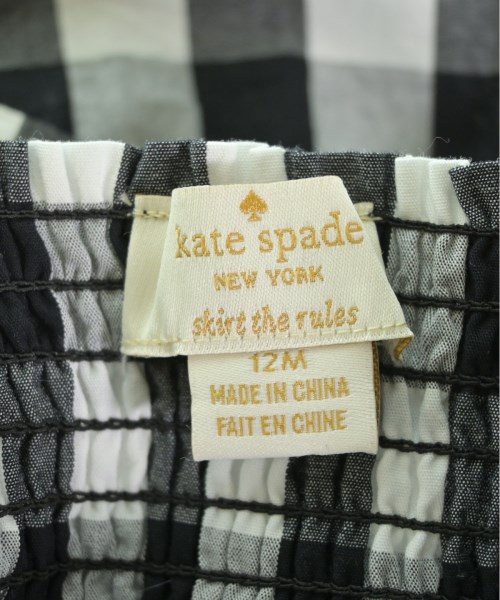 kate spade
NEW YORK
skirt the rules
12M
MADE IN CHINA
FAIT EN CHINE